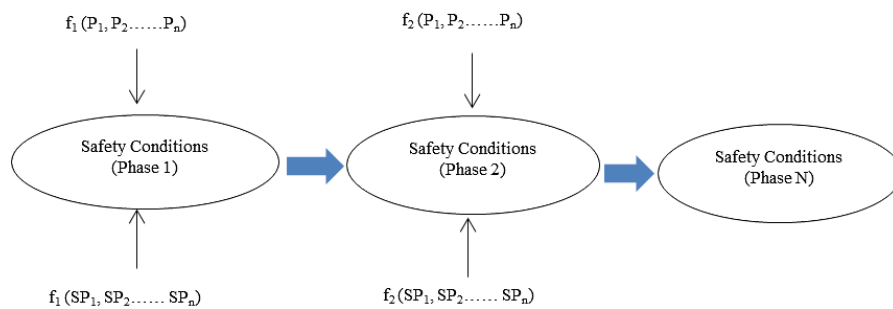 f₁ (P₁, P₂......Pₙ)
f₂ (P₁, P₂......Pₙ)
Safety Conditions
(Phase 1)
Safety Conditions
(Phase 2)
Safety Conditions
(Phase N)
f₁ (SP₁, SP₂...... SPₙ)
f₂ (SP₁, SP₂...... SPₙ)